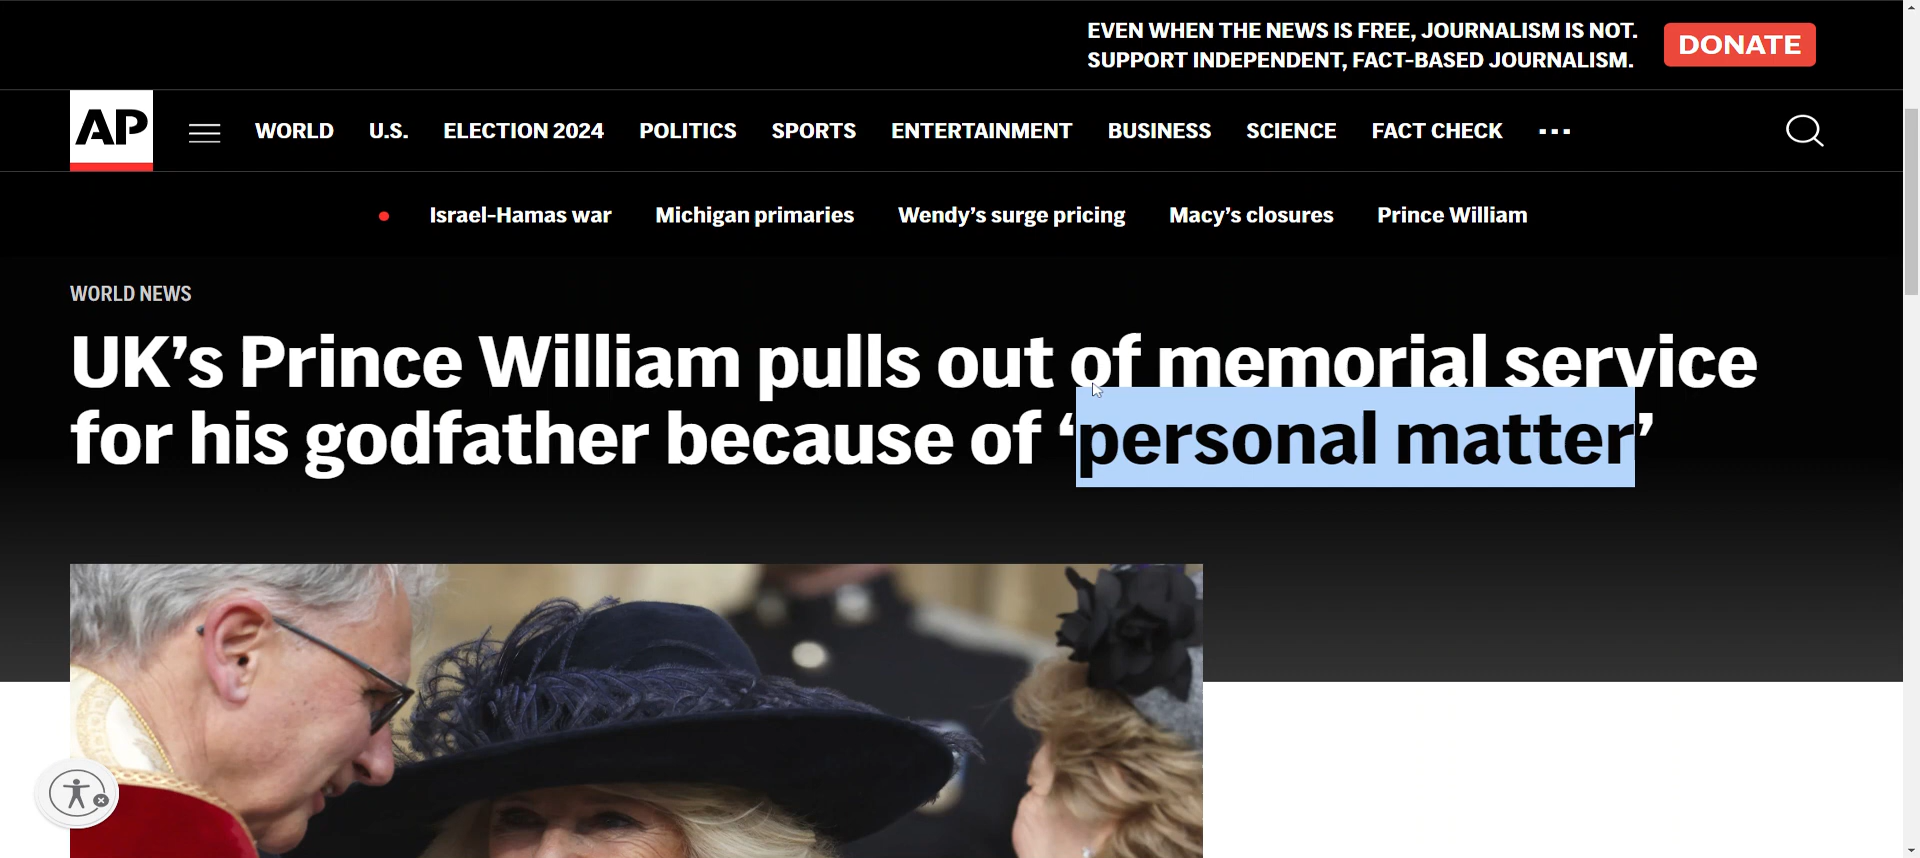 EVEN WHEN THE NEWS IS FREE, JOURNALISM IS NOT.
SUPPORT INDEPENDENT, FACT-BASED JOURNALISM.
DONATE
AP
WORLD U.S. ELECTION 2024 POLITICS SPORTS ENTERTAINMENT BUSINESS SCIENCE FACT CHECK
Israel-Hamas war Michigan primaries Wendy’s surge pricing Macy’s closures Prince William
WORLD NEWS
UK’s Prince William pulls out of memorial service
for his godfather because of ‘personal matter’